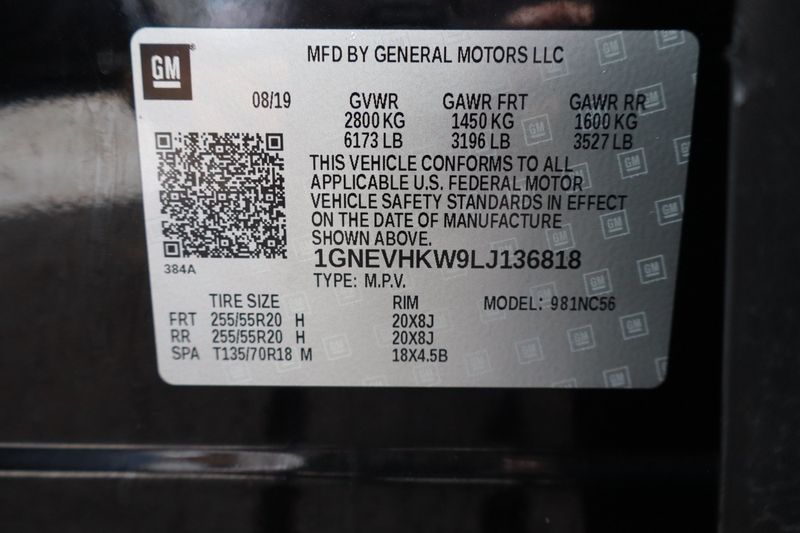 GM
MFD BY GENERAL MOTORS LLC
08/19 GVWR GAWR FRT GAWR RR
2800 KG 1450 KG 1600 KG
6173 LB 3196 LB 3527 LB
THIS VEHICLE CONFORMS TO ALL
APPLICABLE U.S. FEDERAL MOTOR
VEHICLE SAFETY STANDARDS IN EFFECT
ON THE DATE OF MANUFACTURE
SHOWN ABOVE.
384A
1GNEVHKW9LJ136818
TYPE: M.P.V.
TIRE SIZE RIM MODEL: 981NC56
FRT 255/55R20 H 20X8J
RR 255/55R20 H 20X8J
SPA T135/70R18 M 18X4.5B